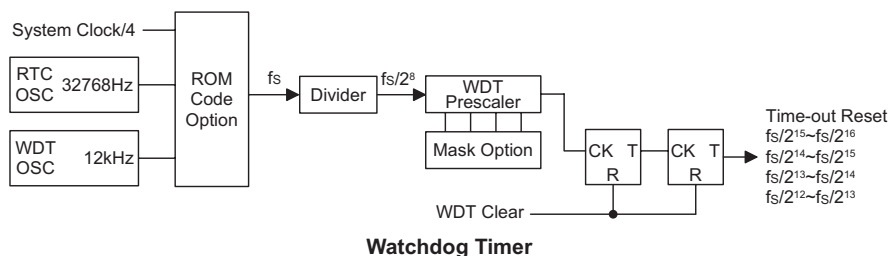 System Clock/4
RTC OSC 32768Hz
WDT OSC 12kHz
ROM Code Option
fs
Divider
fs/2⁸
WDT Prescaler
Mask Option
CK T
R
CK T
R
WDT Clear
Time-out Reset
fs/2¹⁵~fs/2¹⁶
fs/2¹⁴~fs/2¹⁵
fs/2¹³~fs/2¹⁴
fs/2¹²~fs/2¹³
Watchdog Timer